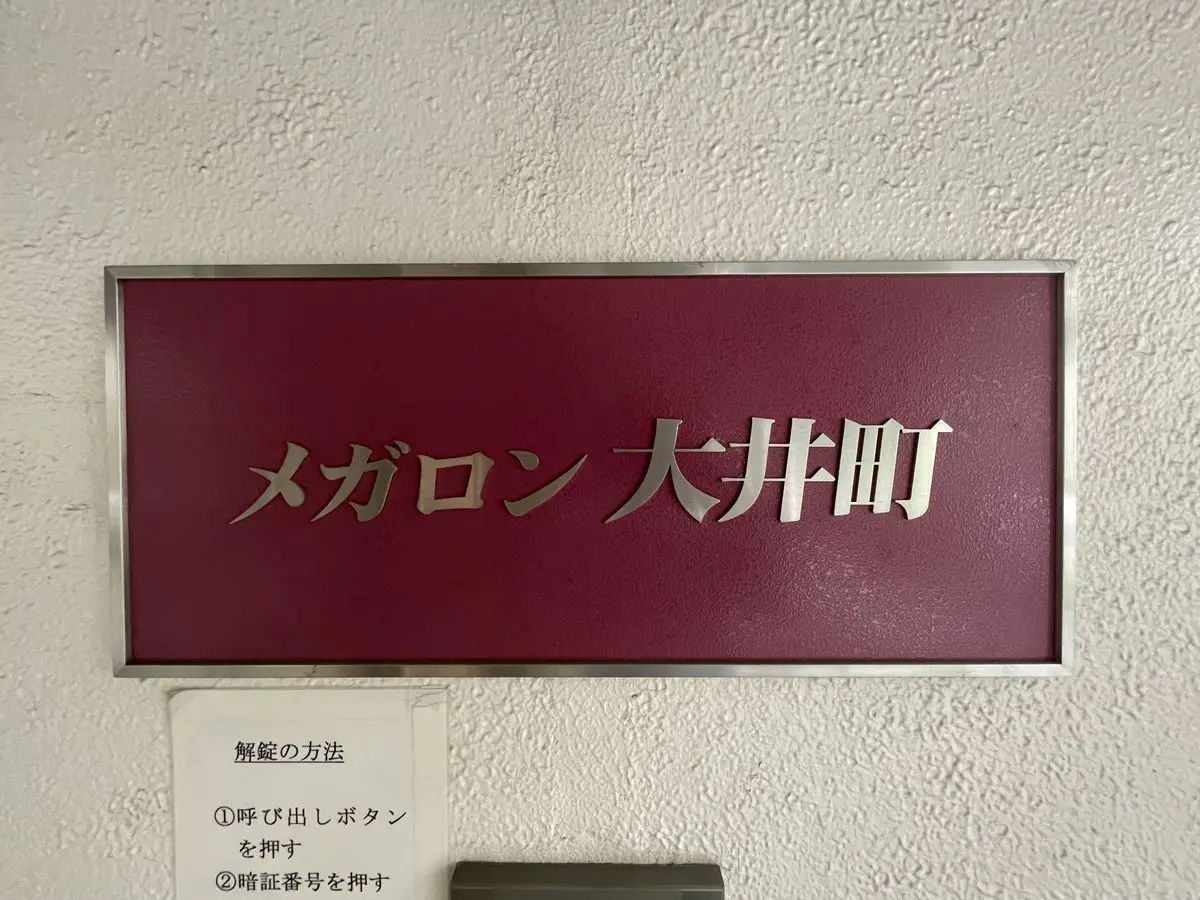 メガロン 大井町
解錠の方法
①呼び出しボタン
を押す
②暗証番号を押す